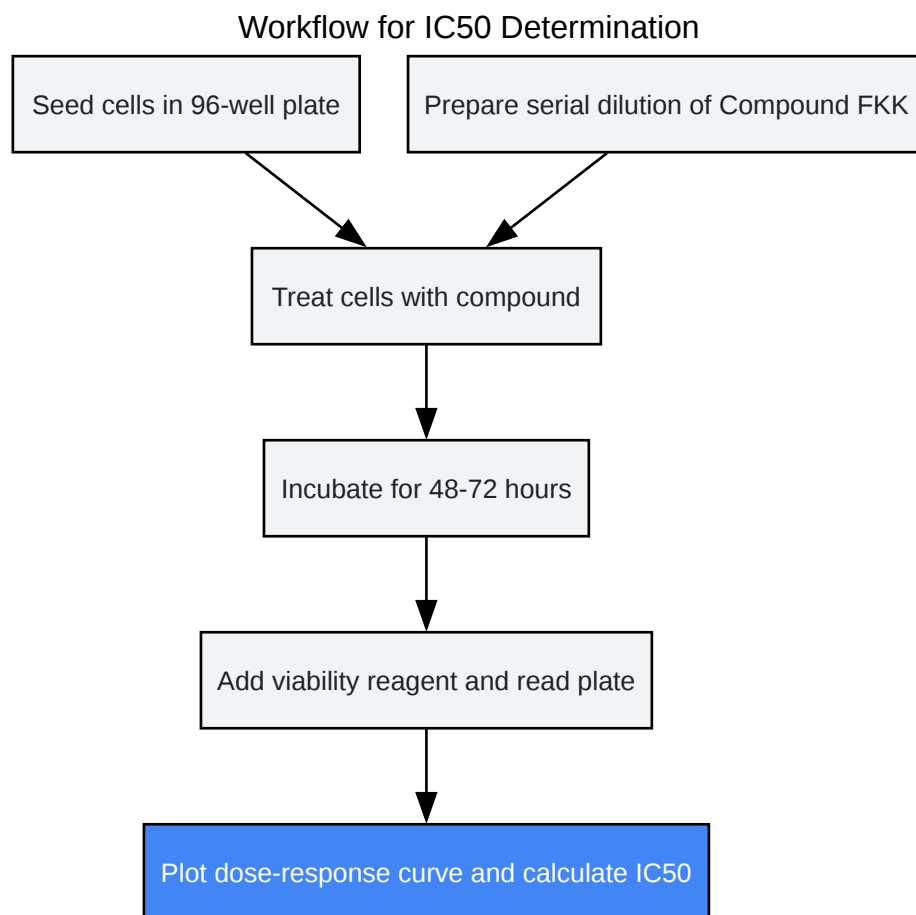 Workflow for IC50 Determination
Seed cells in 96-well plate
Prepare serial dilution of Compound FKK
Treat cells with compound
Incubate for 48-72 hours
Add viability reagent and read plate
Plot dose-response curve and calculate IC50